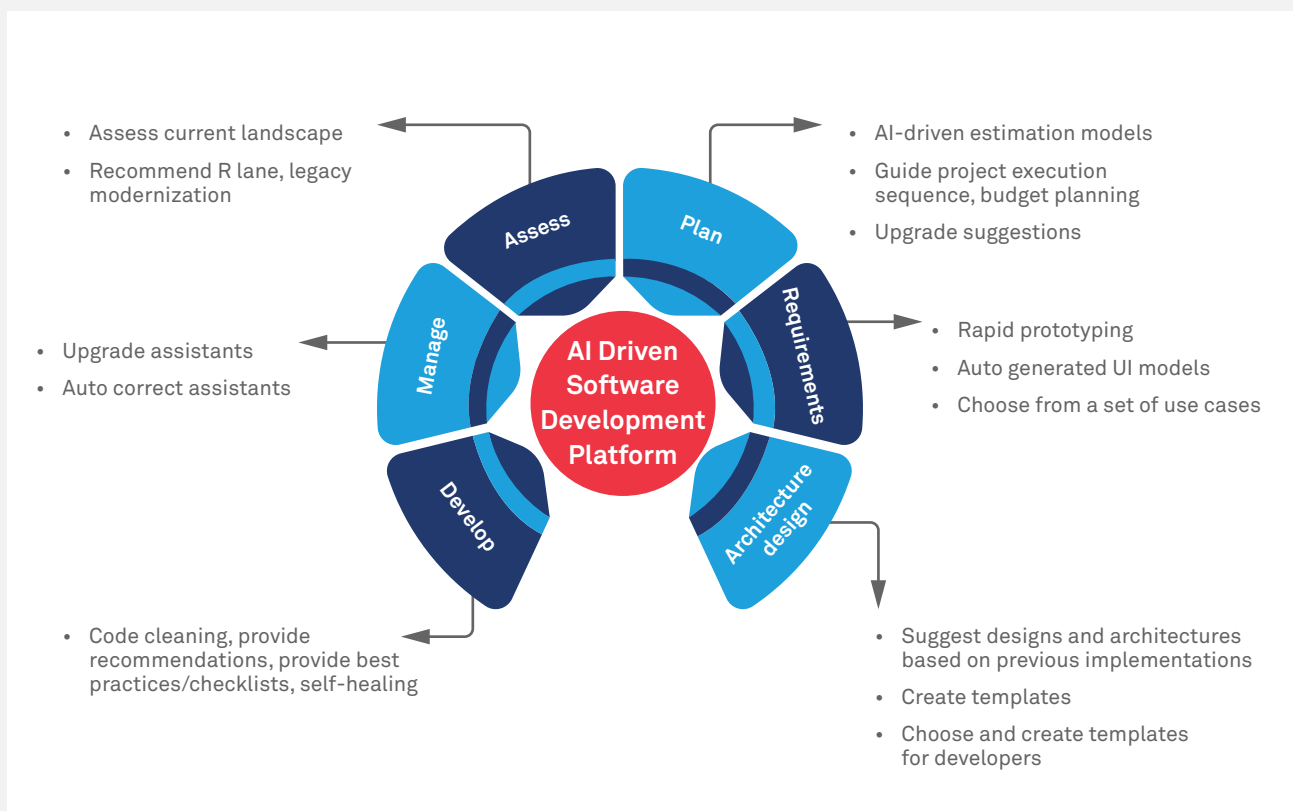 • Assess current landscape
• Recommend R lane, legacy
modernization
• AI-driven estimation models
• Guide project execution
sequence, budget planning
• Upgrade suggestions
Assess
Plan
Manage
Requirements
• Upgrade assistants
• Auto correct assistants
• Rapid prototyping
• Auto generated UI models
• Choose from a set of use cases
AI Driven
Software
Development
Platform
Develop
Architecture
design
• Code cleaning, provide
recommendations, provide best
practices/checklists, self-healing
• Suggest designs and architectures
based on previous implementations
• Create templates
• Choose and create templates
for developers